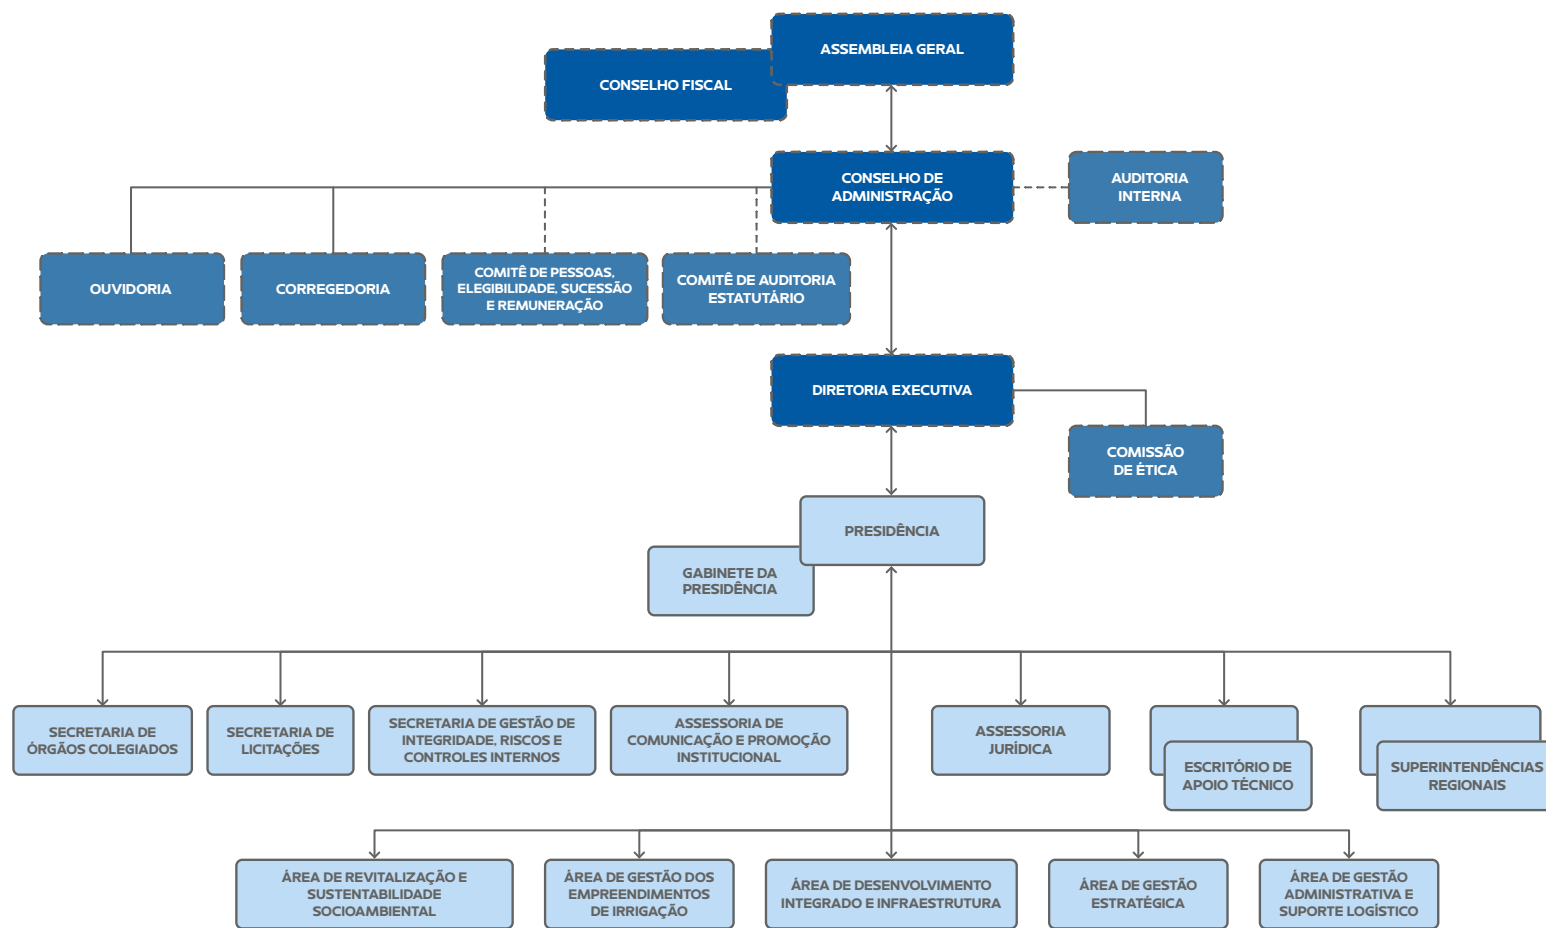 ASSEMBLEIA GERAL
CONSELHO FISCAL
CONSELHO DE
ADMINISTRAÇÃO
AUDITORIA
INTERNA
OUVIDORIA
CORREGEDORIA
COMITÊ DE PESSOAS,
ELEGIBILIDADE, SUCESSÃO
E REMUNERAÇÃO
COMITÊ DE AUDITORIA
ESTATUTÁRIO
DIRETORIA EXECUTIVA
COMISSÃO
DE ÉTICA
PRESIDÊNCIA
GABINETE DA
PRESIDÊNCIA
SECRETARIA DE
ÓRGÃOS COLEGIADOS
SECRETARIA DE
LICITAÇÕES
SECRETARIA DE GESTÃO DE
INTEGRIDADE, RISCOS E
CONTROLES INTERNOS
ASSESSORIA DE
COMUNICAÇÃO E PROMOÇÃO
INSTITUCIONAL
ASSESSORIA
JURÍDICA
ESCRITÓRIO DE
APOIO TÉCNICO
SUPERINTENDÊNCIAS
REGIONAIS
ÁREA DE REVITALIZAÇÃO E
SUSTENTABILIDADE
SOCIOAMBIENTAL
ÁREA DE GESTÃO DOS
EMPREENDIMENTOS
DE IRRIGAÇÃO
ÁREA DE DESENVOLVIMENTO
INTEGRADO E INFRAESTRUTURA
ÁREA DE GESTÃO
ESTRATÉGICA
ÁREA DE GESTÃO
ADMINISTRATIVA E
SUPORTE LOGÍSTICO